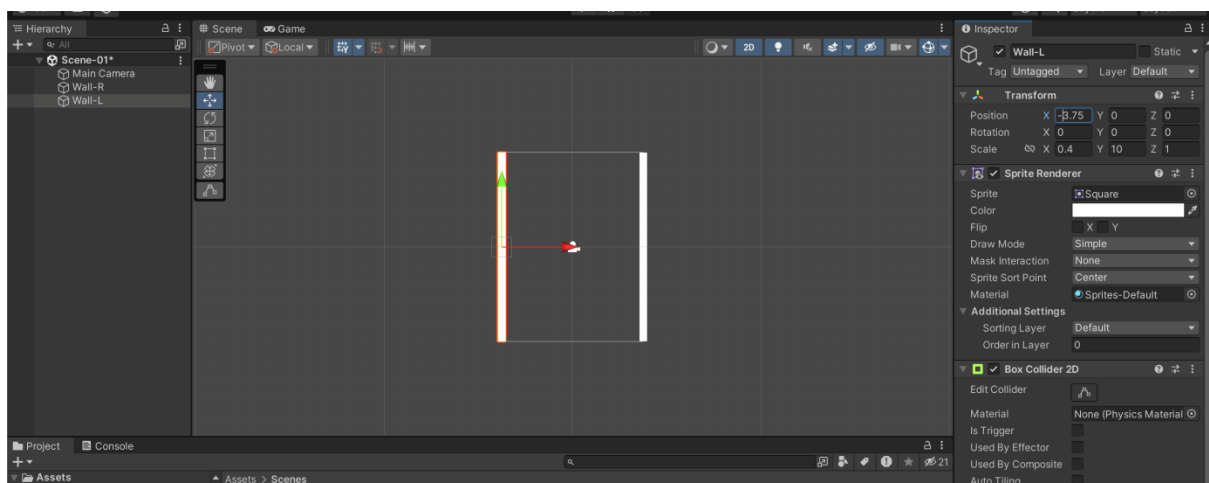 Hierarchy
All
Scene-01*
Main Camera
Wall-R
Wall-L
Scene Game
Pivot Local 2D
Inspector
Wall-L Static
Tag Untagged Layer Default
Transform
Position X -3.75 Y 0 Z 0
Rotation X 0 Y 0 Z 0
Scale X 0.4 Y 10 Z 1
Sprite Renderer
Sprite Square
Color
Flip X Y
Draw Mode Simple
Mask Interaction None
Sprite Sort Point Center
Material Sprites-Default
Additional Settings
Sorting Layer Default
Order in Layer 0
Box Collider 2D
Edit Collider
Material None (Physics Material
Is Trigger
Used By Effector
Used By Composite
Auto Tiling
Project Console
21
Assets
Assets > Scenes